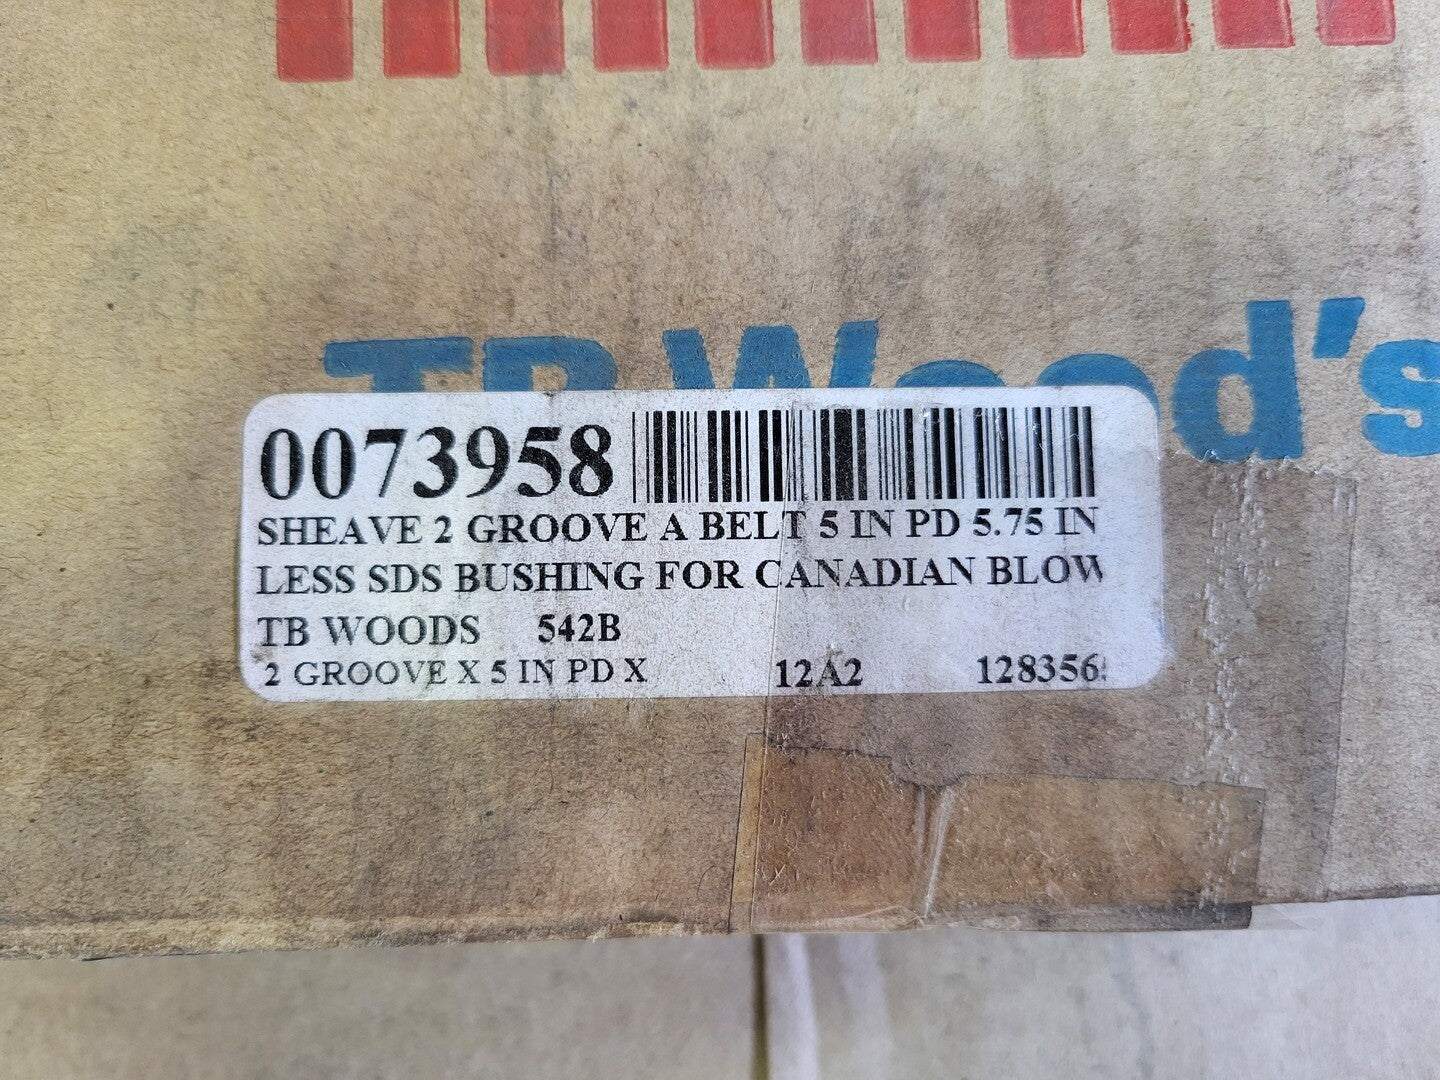 TB Wood's
0073958
SHEAVE 2 GROOVE A BELT 5 IN PD 5.75 IN
LESS SDS BUSHING FOR CANADIAN BLOW
TB WOODS 542B
2 GROOVE X 5 IN PD X 12A2 128356